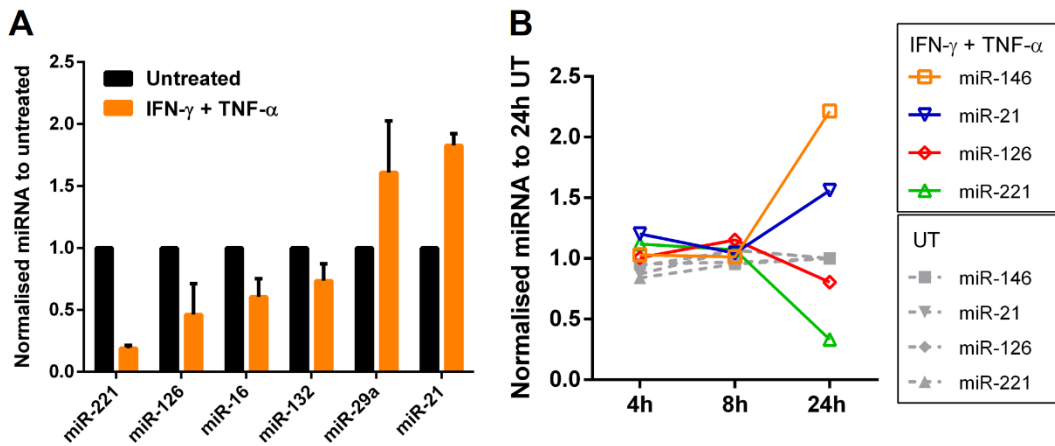 A
Normalised miRNA to untreated
2.5
2.0
1.5
1.0
0.5
0.0
Untreated
IFN-γ + TNF-α
miR-221
miR-126
miR-16
miR-132
miR-29a
miR-21
B
Normalised miRNA to 24h UT
2.5
2.0
1.5
1.0
0.5
0.0
4h
8h
24h
IFN-γ + TNF-α
miR-146
miR-21
miR-126
miR-221
UT
miR-146
miR-21
miR-126
miR-221